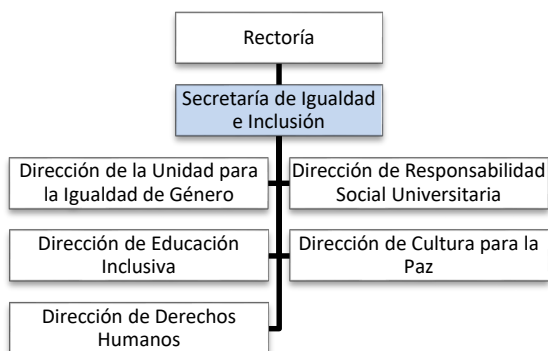 Rectoría
Secretaría de Igualdad
e Inclusión
Dirección de la Unidad para
la Igualdad de Género
Dirección de Responsabilidad
Social Universitaria
Dirección de Educación
Inclusiva
Dirección de Cultura para la
Paz
Dirección de Derechos
Humanos